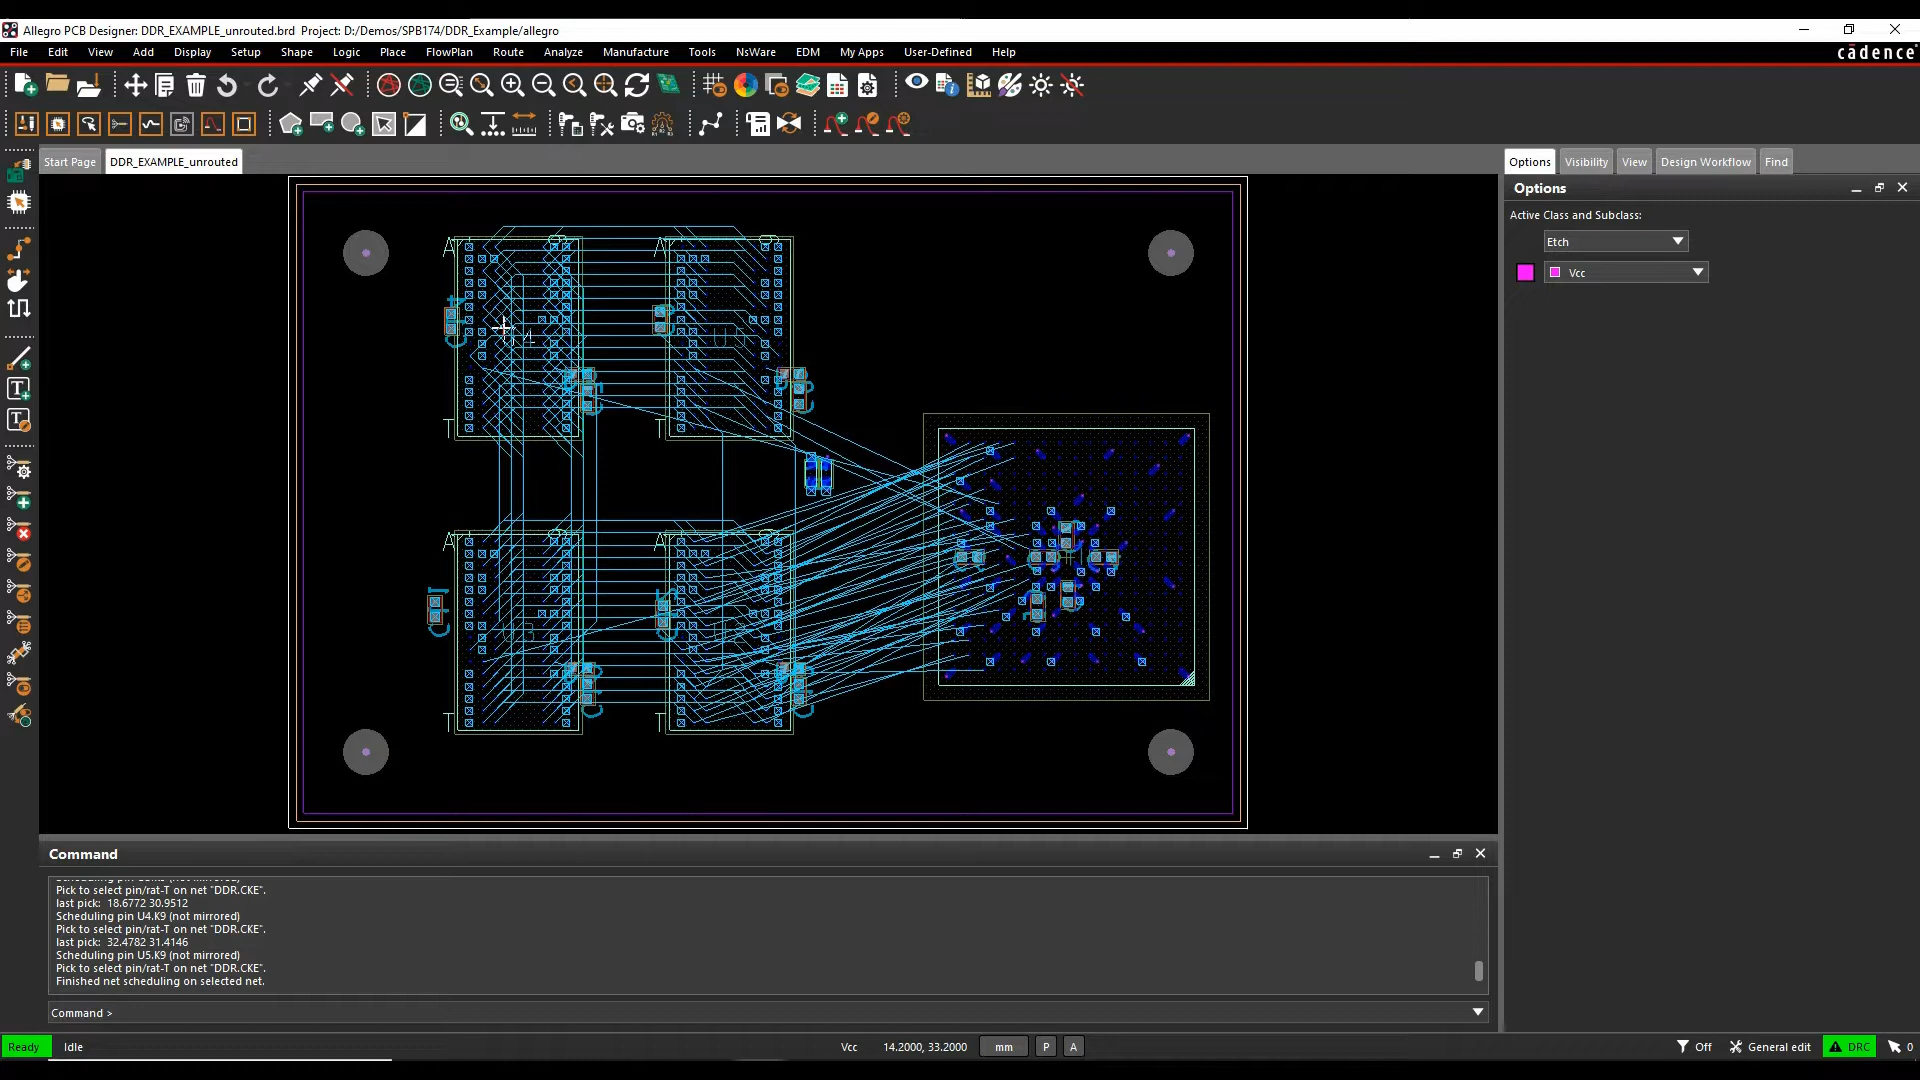 Allegro PCB Designer: DDR_EXAMPLE_unrouted.brd  Project: D:/Demos/SPB174/DDR_Example/allegro
File Edit View Add Display Setup Shape Logic Place FlowPlan Route Analyze Manufacture Tools NsWare EDM My Apps User-Defined Help
cādence
Start Page DDR_EXAMPLE_unrouted
Options Visibility View Design Workflow Find
Options
Active Class and Subclass:
Etch
Vcc
A
A
T
T
A
A
T
T
Command
Pick to select pin/rat-T on net "DDR.CKE".
last pick:  18.6772 30.9512
Scheduling pin U4.K9 (not mirrored)
Pick to select pin/rat-T on net "DDR.CKE".
last pick:  32.4782 31.4146
Scheduling pin U5.K9 (not mirrored)
Pick to select pin/rat-T on net "DDR.CKE".
Finished net scheduling on selected net.
Command >
Ready Idle Vcc 14.2000, 33.2000 mm P A Off General edit DRC 0